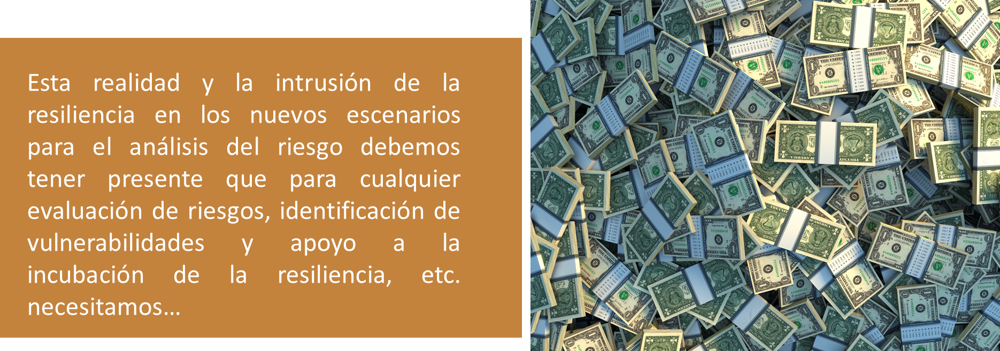 Esta realidad y la intrusión de la
resiliencia en los nuevos escenarios
para el análisis del riesgo debemos
tener presente que para cualquier
evaluación de riesgos, identificación de
vulnerabilidades y apoyo a la
incubación de la resiliencia, etc.
necesitamos...